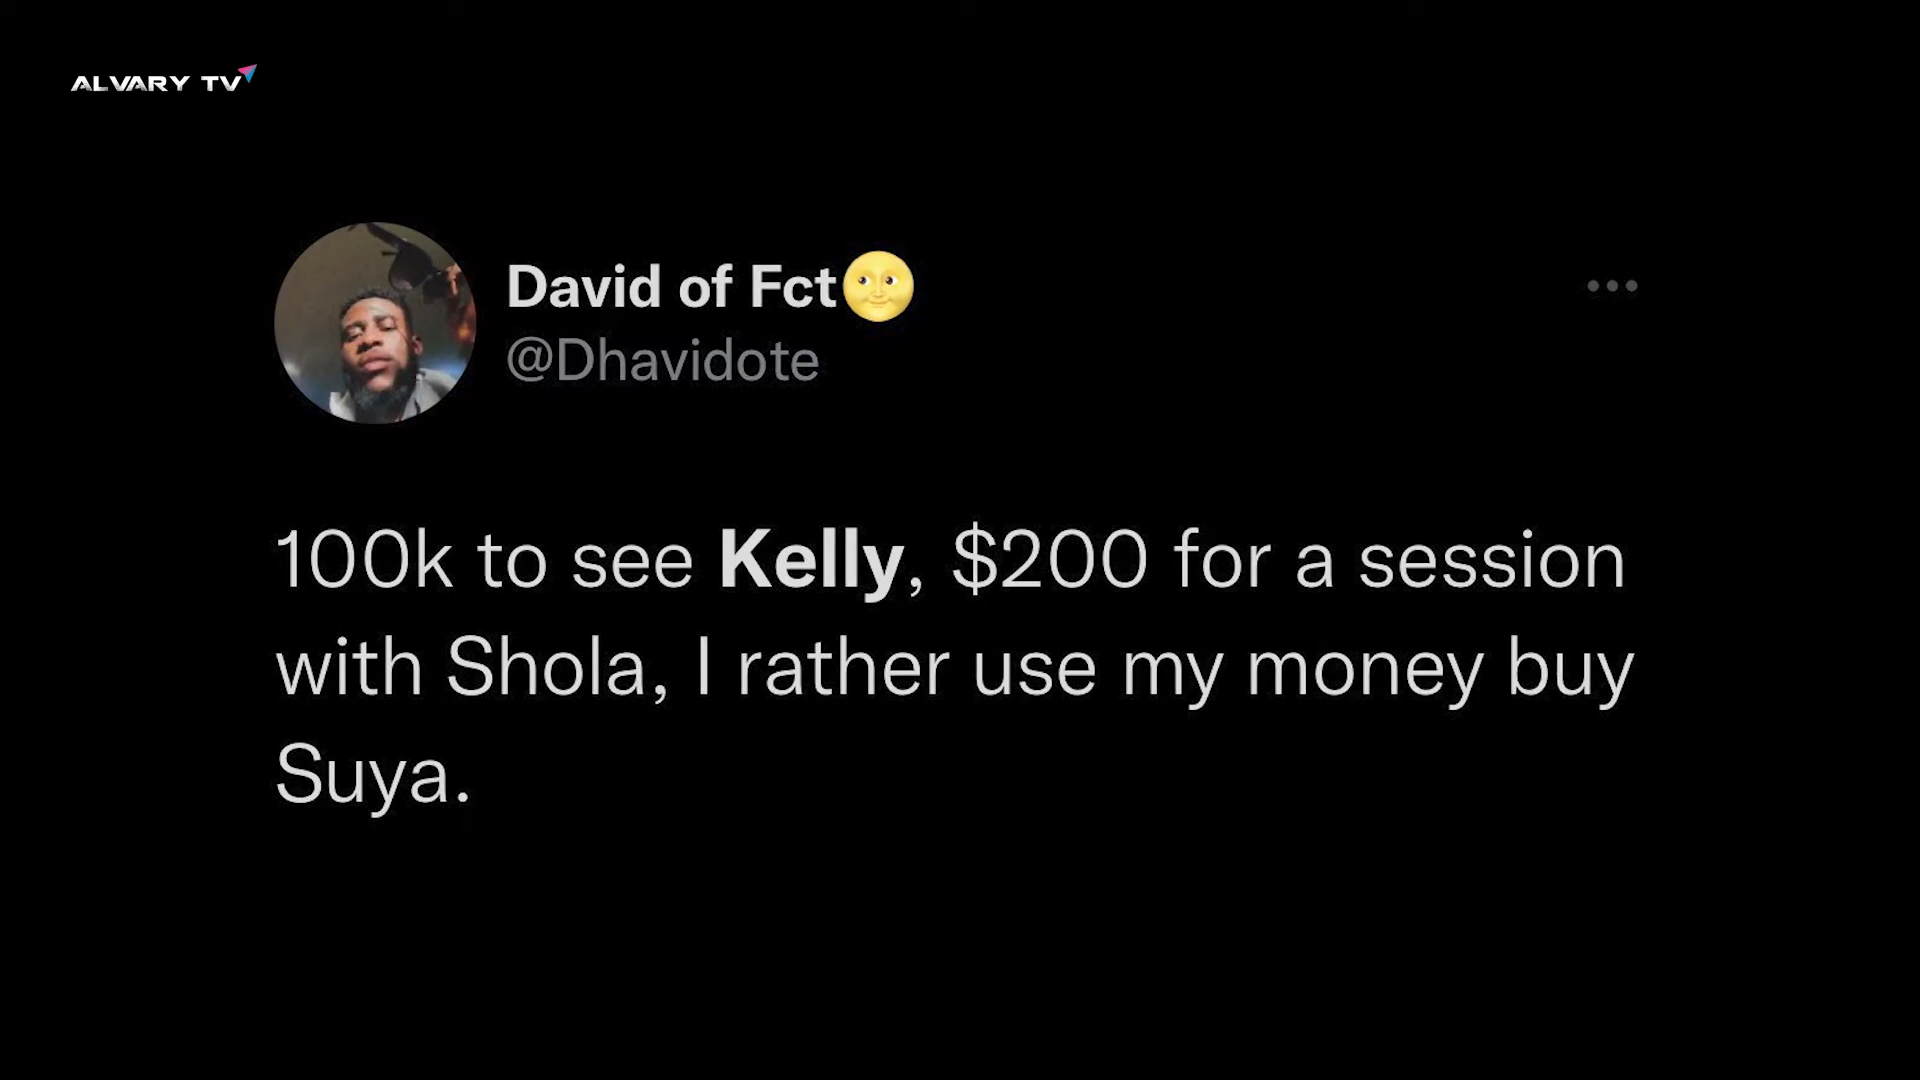 ALVARY TV
David of Fct🌝
@Dhavidote
100k to see Kelly, $200 for a session
with Shola, I rather use my money buy
Suya.